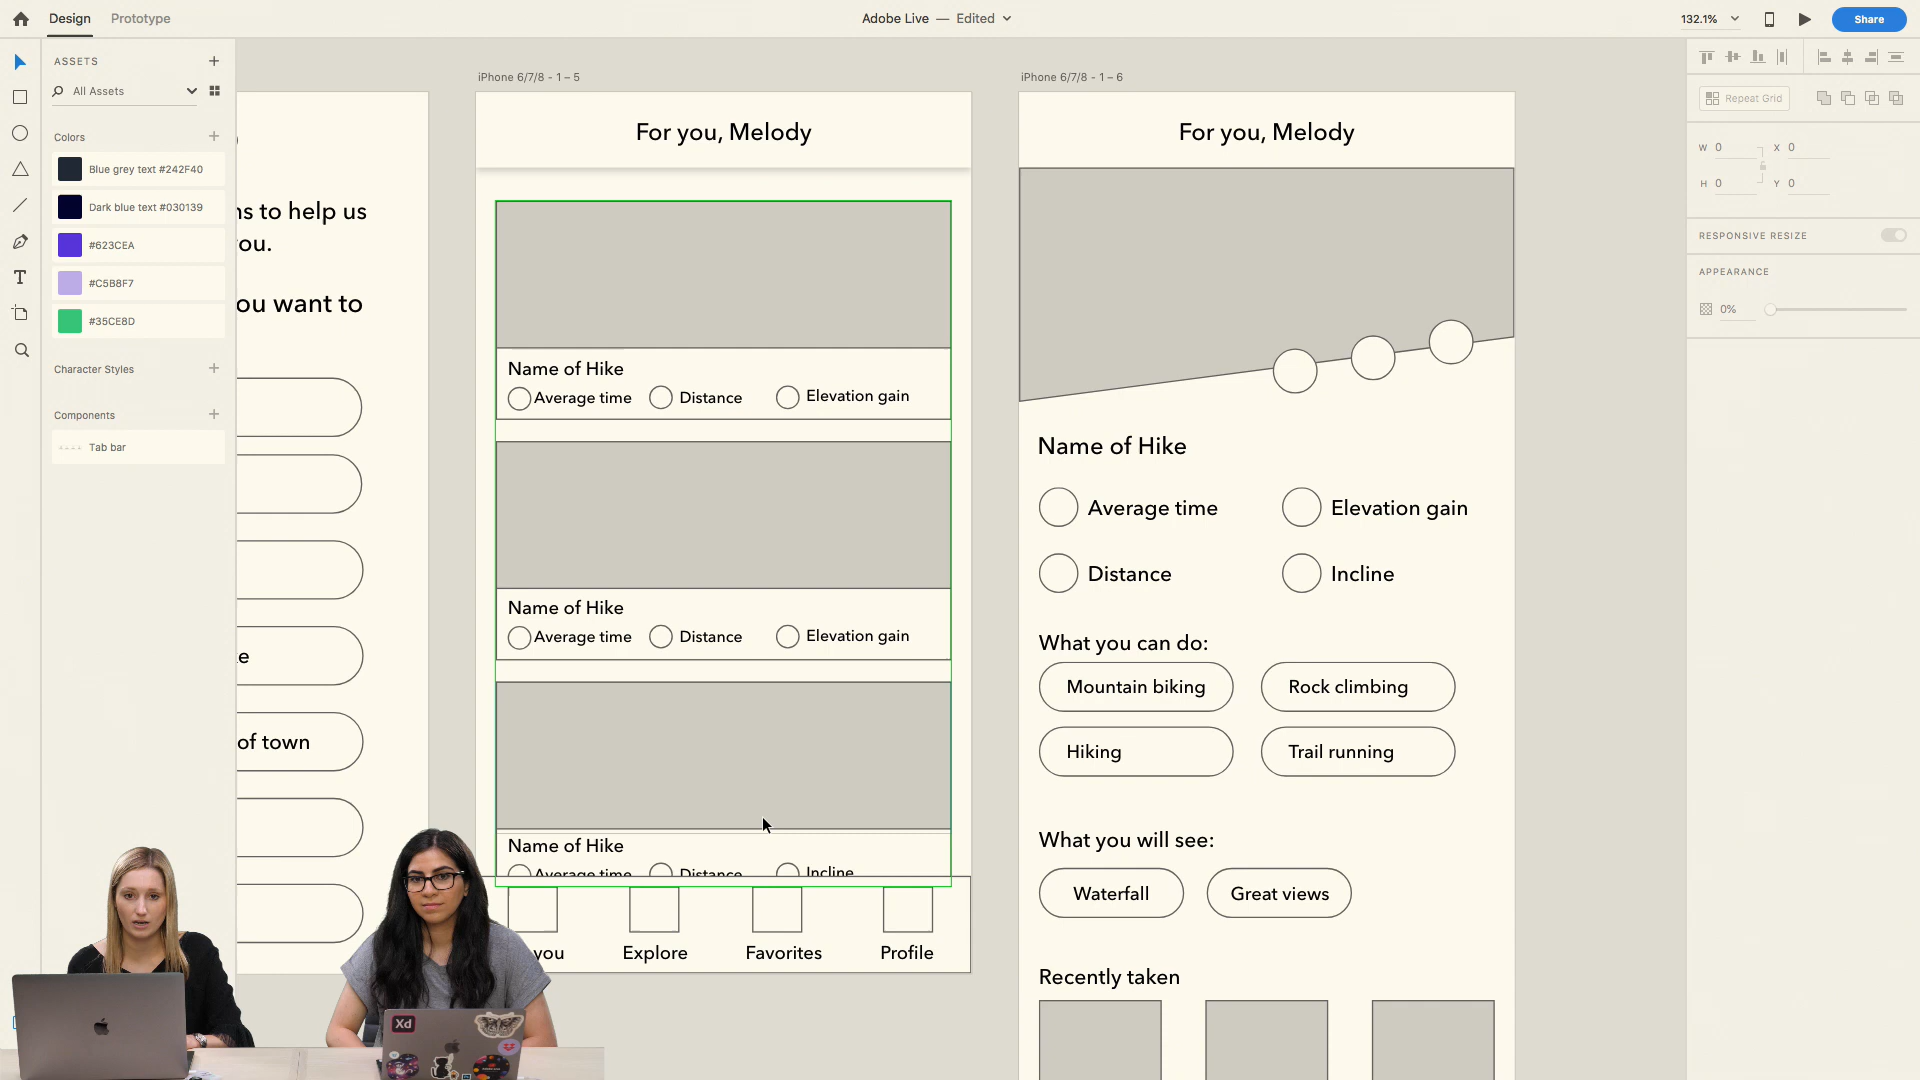 Design Prototype
Adobe Live — Edited
132.1%
Share
ASSETS
All Assets
Colors
Blue grey text #242F40
Dark blue text #030139
#623CEA
#C5B8F7
#35CE8D
Character Styles
Components
Tab bar
ns to help us
ou.
ou want to
e
of town
iPhone 6/7/8 - 1 – 5
For you, Melody
Name of Hike
Average time Distance Elevation gain
Name of Hike
Average time Distance Elevation gain
Name of Hike
Average time Distance Incline
you Explore Favorites Profile
iPhone 6/7/8 - 1 – 6
For you, Melody
Name of Hike
Average time Elevation gain
Distance Incline
What you can do:
Mountain biking Rock climbing
Hiking Trail running
What you will see:
Waterfall Great views
Recently taken
Repeat Grid
W 0 X 0
H 0 Y 0
RESPONSIVE RESIZE
APPEARANCE
0%
Xd